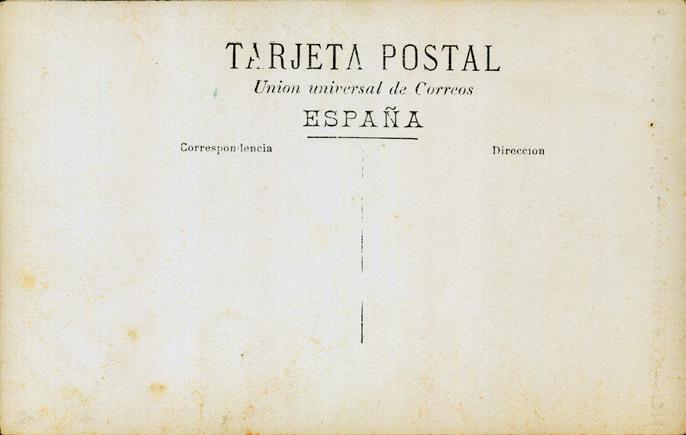 TARJETA POSTAL
Union universal de Correos
ESPAÑA
Correspondencia
Direccion